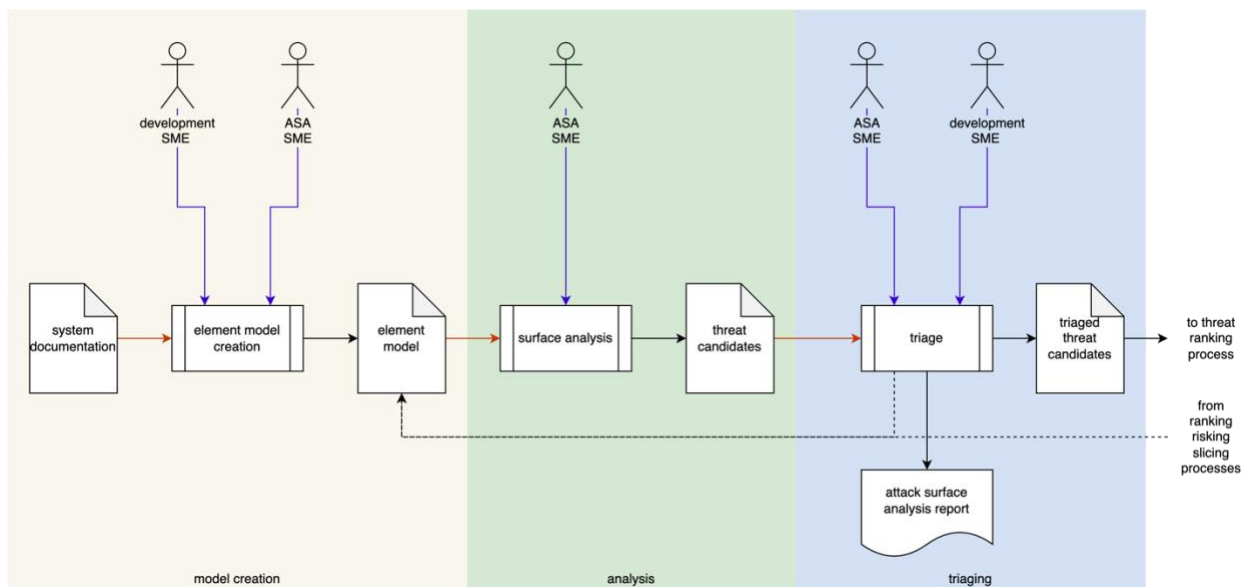 development
SME
ASA
SME
ASA
SME
ASA
SME
development
SME
system
documentation
element model
creation
element
model
surface analysis
threat
candidates
triage
triaged
threat
candidates
to threat
ranking
process
from
ranking
risking
slicing
processes
attack surface
analysis report
model creation
analysis
triaging